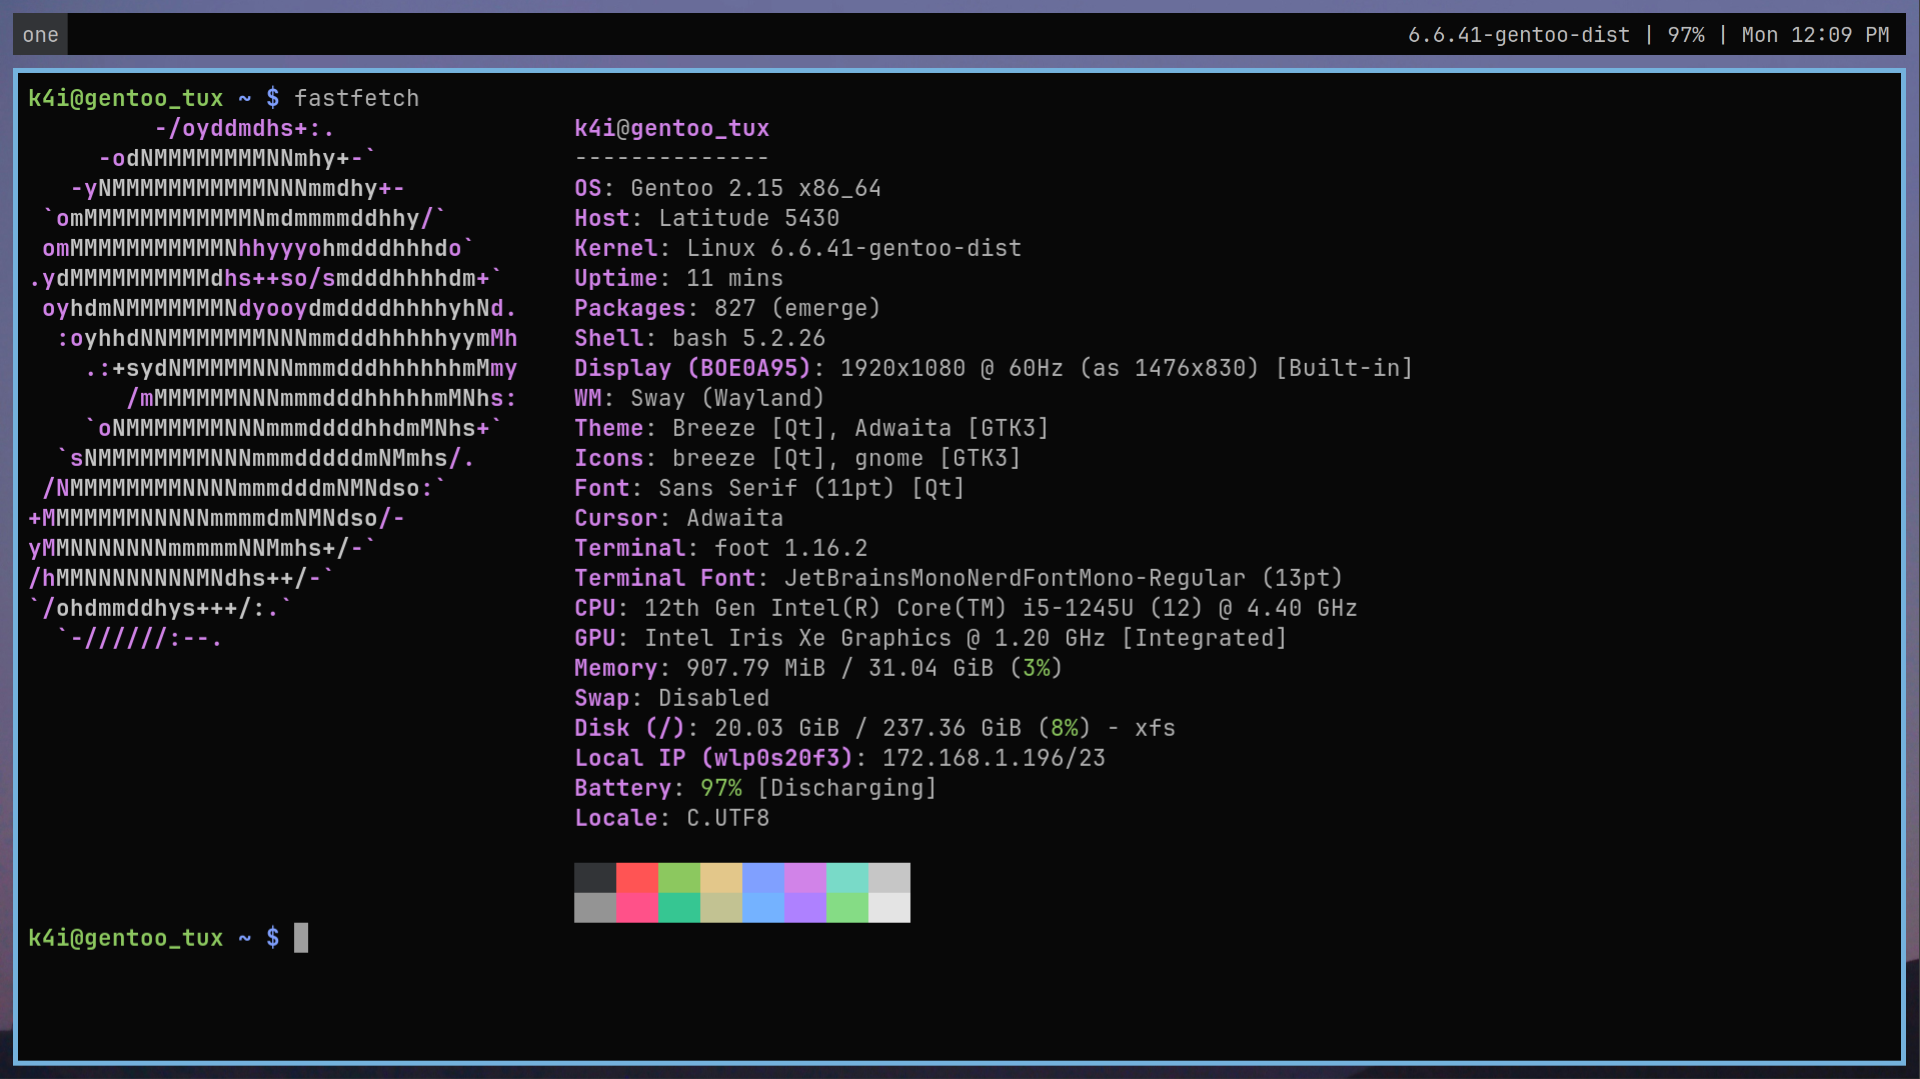 one
6.6.41-gentoo-dist | 97% | Mon 12:09 PM
k4i@gentoo_tux ~ $ fastfetch
         -/oyddmdhs+:.                 k4i@gentoo_tux
     -odNMMMMMMMMNNmhy+-`              --------------
   -yNMMMMMMMMMMMNNNmmdhy+-            OS: Gentoo 2.15 x86_64
 `omMMMMMMMMMMMMNmdmmmmddhhy/`         Host: Latitude 5430
 omMMMMMMMMMMMNhhyyyohmdddhhhdo`       Kernel: Linux 6.6.41-gentoo-dist
.ydMMMMMMMMMMdhs++so/smdddhhhhdm+`     Uptime: 11 mins
 oyhdmNMMMMMMMNdyooydmddddhhhhyhNd.    Packages: 827 (emerge)
  :oyhhdNNMMMMMMMNNNmmdddhhhhhyymMh    Shell: bash 5.2.26
    .:+sydNMMMMMNNNmmmdddhhhhhhmMmy    Display (BOE0A95): 1920x1080 @ 60Hz (as 1476x830) [Built-in]
       /mMMMMMMNNNmmmdddhhhhhmMNhs:    WM: Sway (Wayland)
    `oNMMMMMMMNNNmmmddddhhdmMNhs+`     Theme: Breeze [Qt], Adwaita [GTK3]
  `sNMMMMMMMMNNNmmmdddddmNMmhs/.       Icons: breeze [Qt], gnome [GTK3]
 /NMMMMMMMMNNNNmmmdddmNMNdso:`         Font: Sans Serif (11pt) [Qt]
+MMMMMMMNNNNNmmmmdmNMNdso/-            Cursor: Adwaita
yMMNNNNNNNmmmmmNNMmhs+/-`              Terminal: foot 1.16.2
/hMMNNNNNNNNMNdhs++/-`                 Terminal Font: JetBrainsMonoNerdFontMono-Regular (13pt)
`/ohdmmddhys+++/:.`                    CPU: 12th Gen Intel(R) Core(TM) i5-1245U (12) @ 4.40 GHz
  `-//////:--.                         GPU: Intel Iris Xe Graphics @ 1.20 GHz [Integrated]
Memory: 907.79 MiB / 31.04 GiB (3%)
Swap: Disabled
Disk (/): 20.03 GiB / 237.36 GiB (8%) - xfs
Local IP (wlp0s20f3): 172.168.1.196/23
Battery: 97% [Discharging]
Locale: C.UTF8
k4i@gentoo_tux ~ $